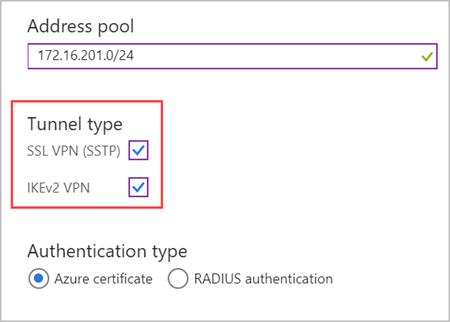 Address pool
172.16.201.0/24
Tunnel type
SSL VPN (SSTP)
IKEv2 VPN
Authentication type
Azure certificate RADIUS authentication